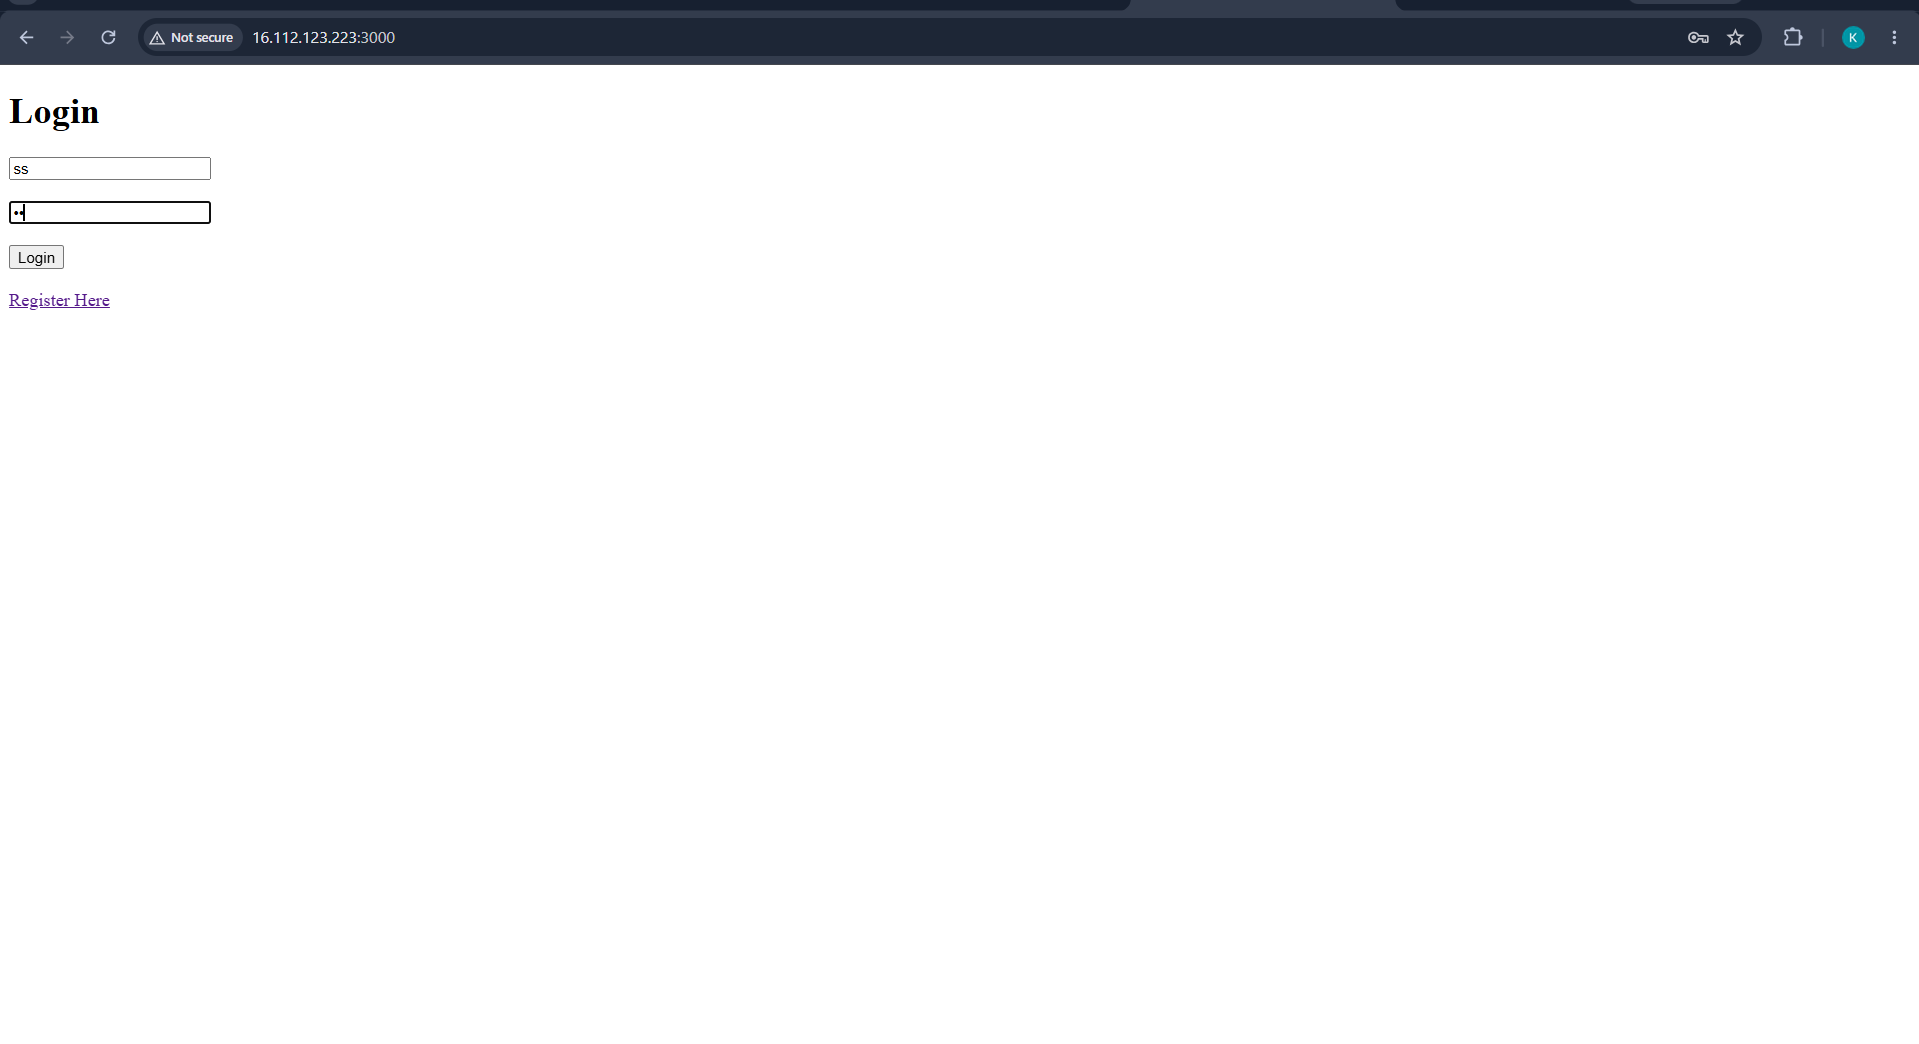 Not secure 16.112.123.223:3000 K
Login
ss
••
Login
Register Here